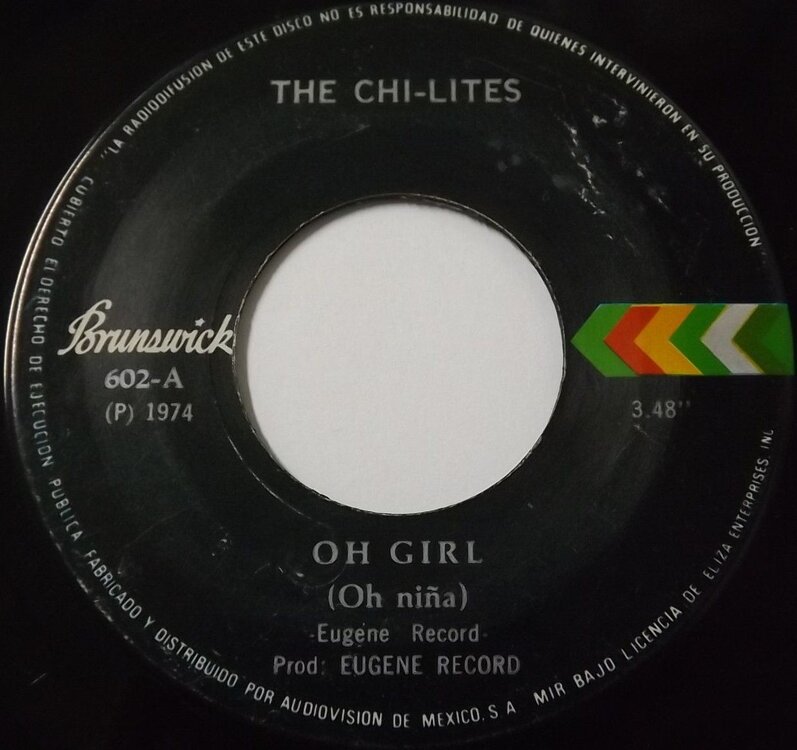 "LA RADIODIFUSION DE ESTE DISCO NO ES RESPONSABILIDAD DE QUIENES INTERVINIERON EN SU PRODUCCION
THE CHI-LITES
Brunswick
602-A
(P) 1974
3.48"
OH GIRL
(Oh niña)
-Eugene Record-
Prod: EUGENE RECORD
CUBIERTO EL DERECHO DE EJECUCION PUBLICA FABRICADO Y DISTRIBUIDO POR AUDIOVISION DE MEXICO, S A MIR BAJO LICENCIA DE ELIZA ENTERPRISES INC